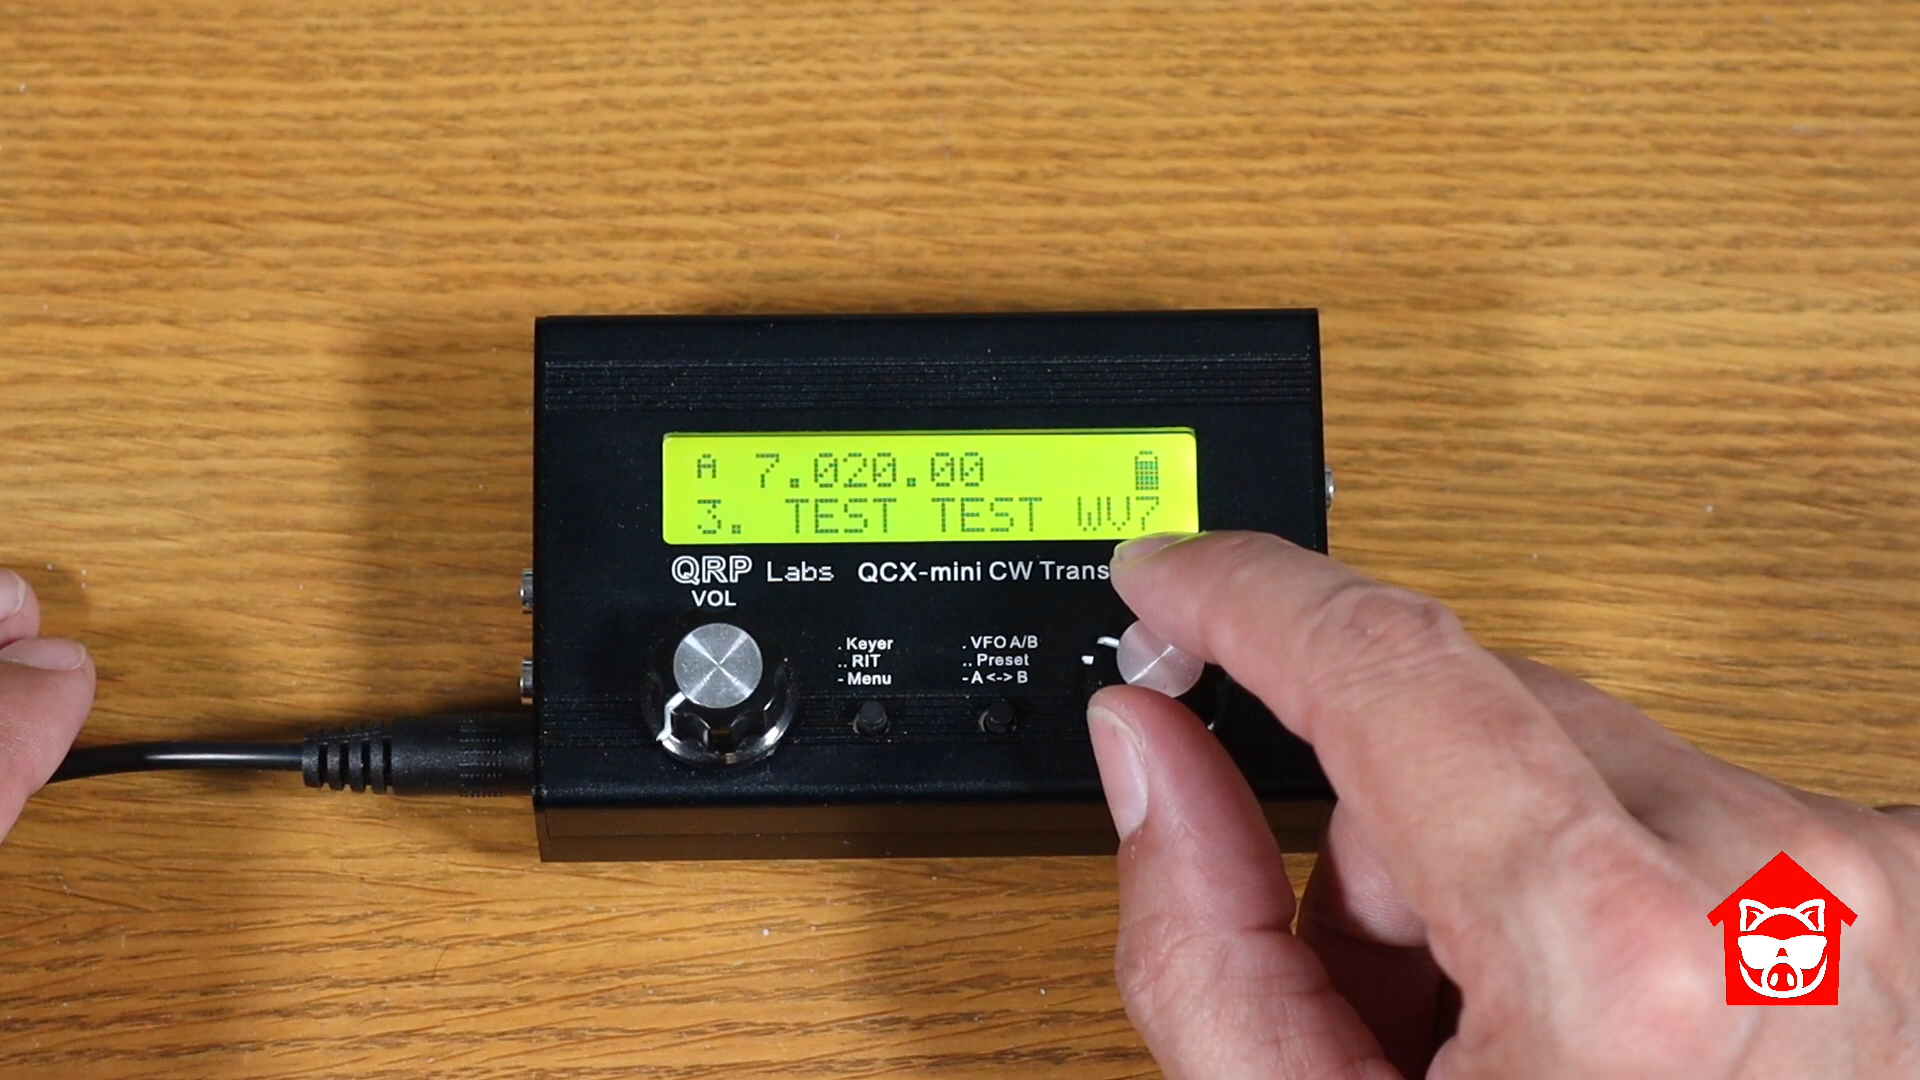 A 7.020.00
3. TEST TEST WV7
QRP Labs QCX-mini CW Trans
VOL
. Keyer
.. RIT
- Menu
. VFO A/B
.. Preset
- A <-> B